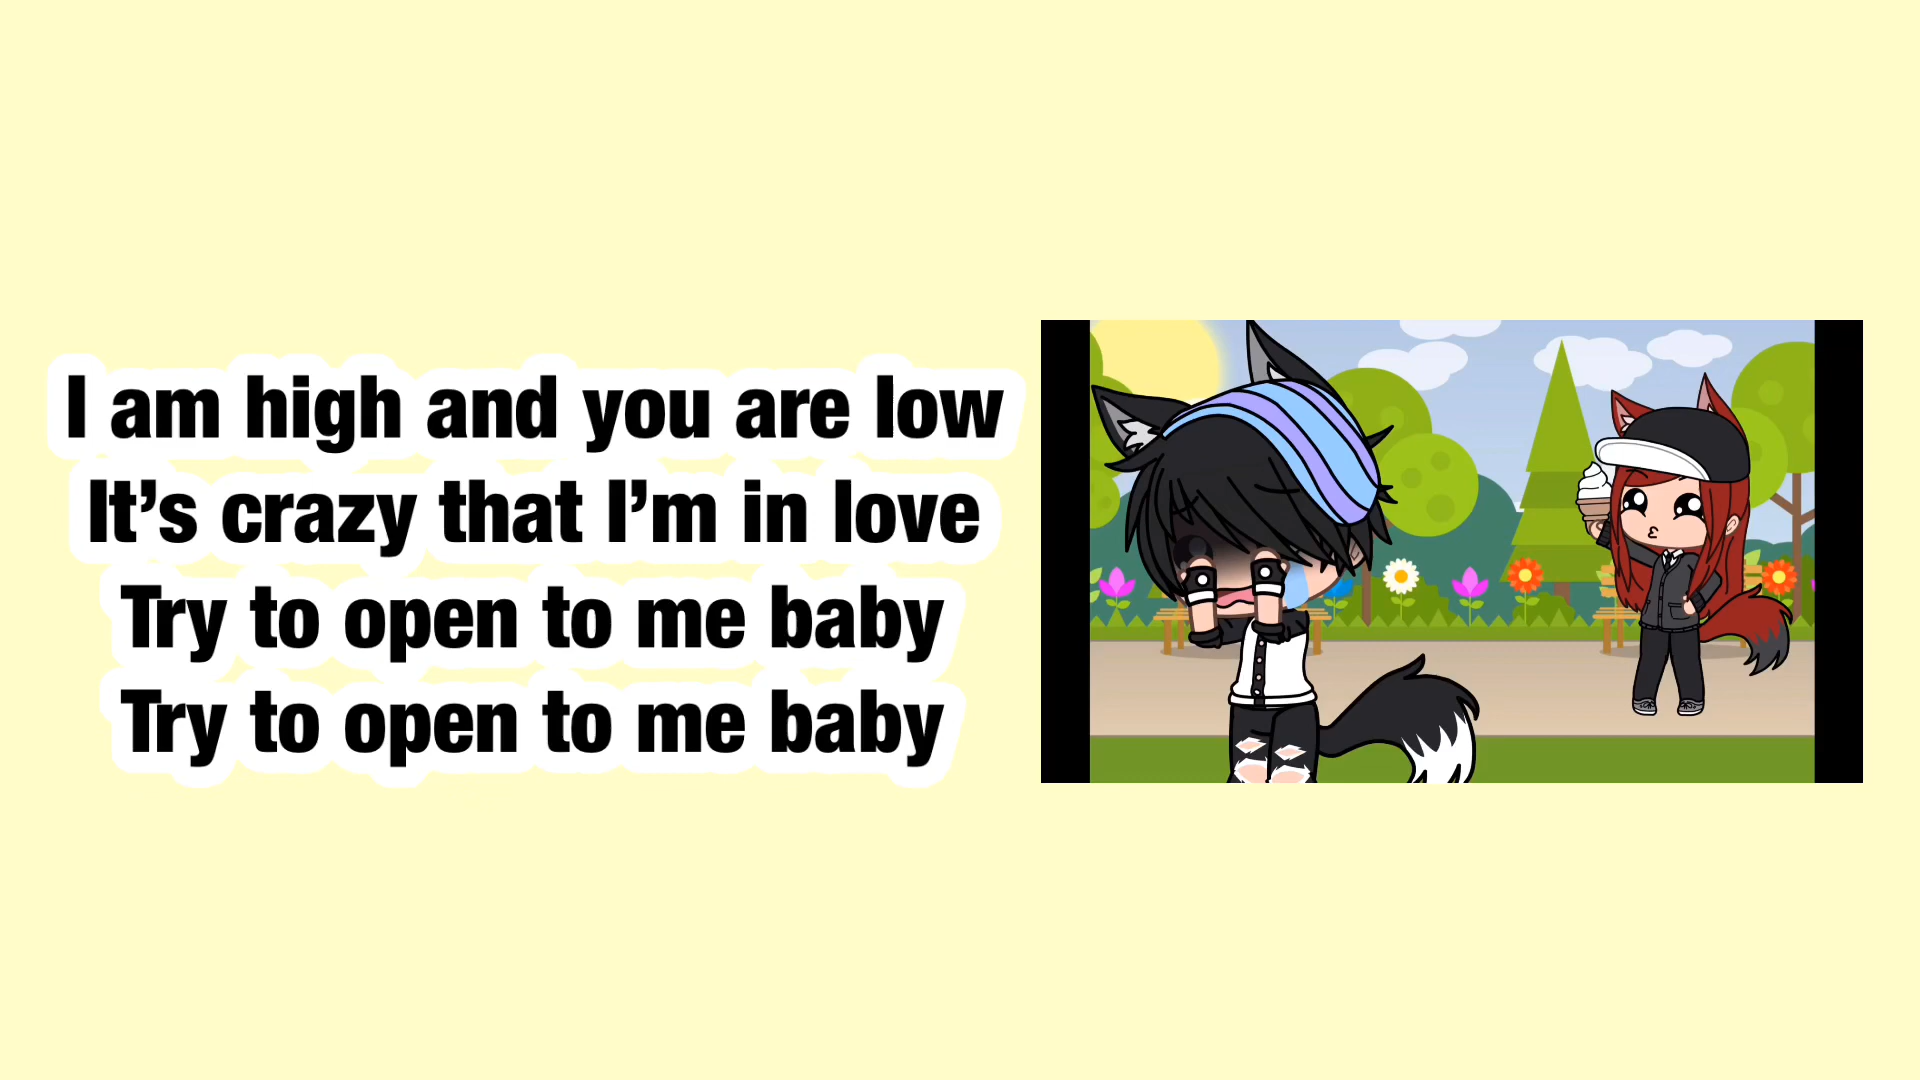 I am high and you are low
It’s crazy that I’m in love
Try to open to me baby
Try to open to me baby